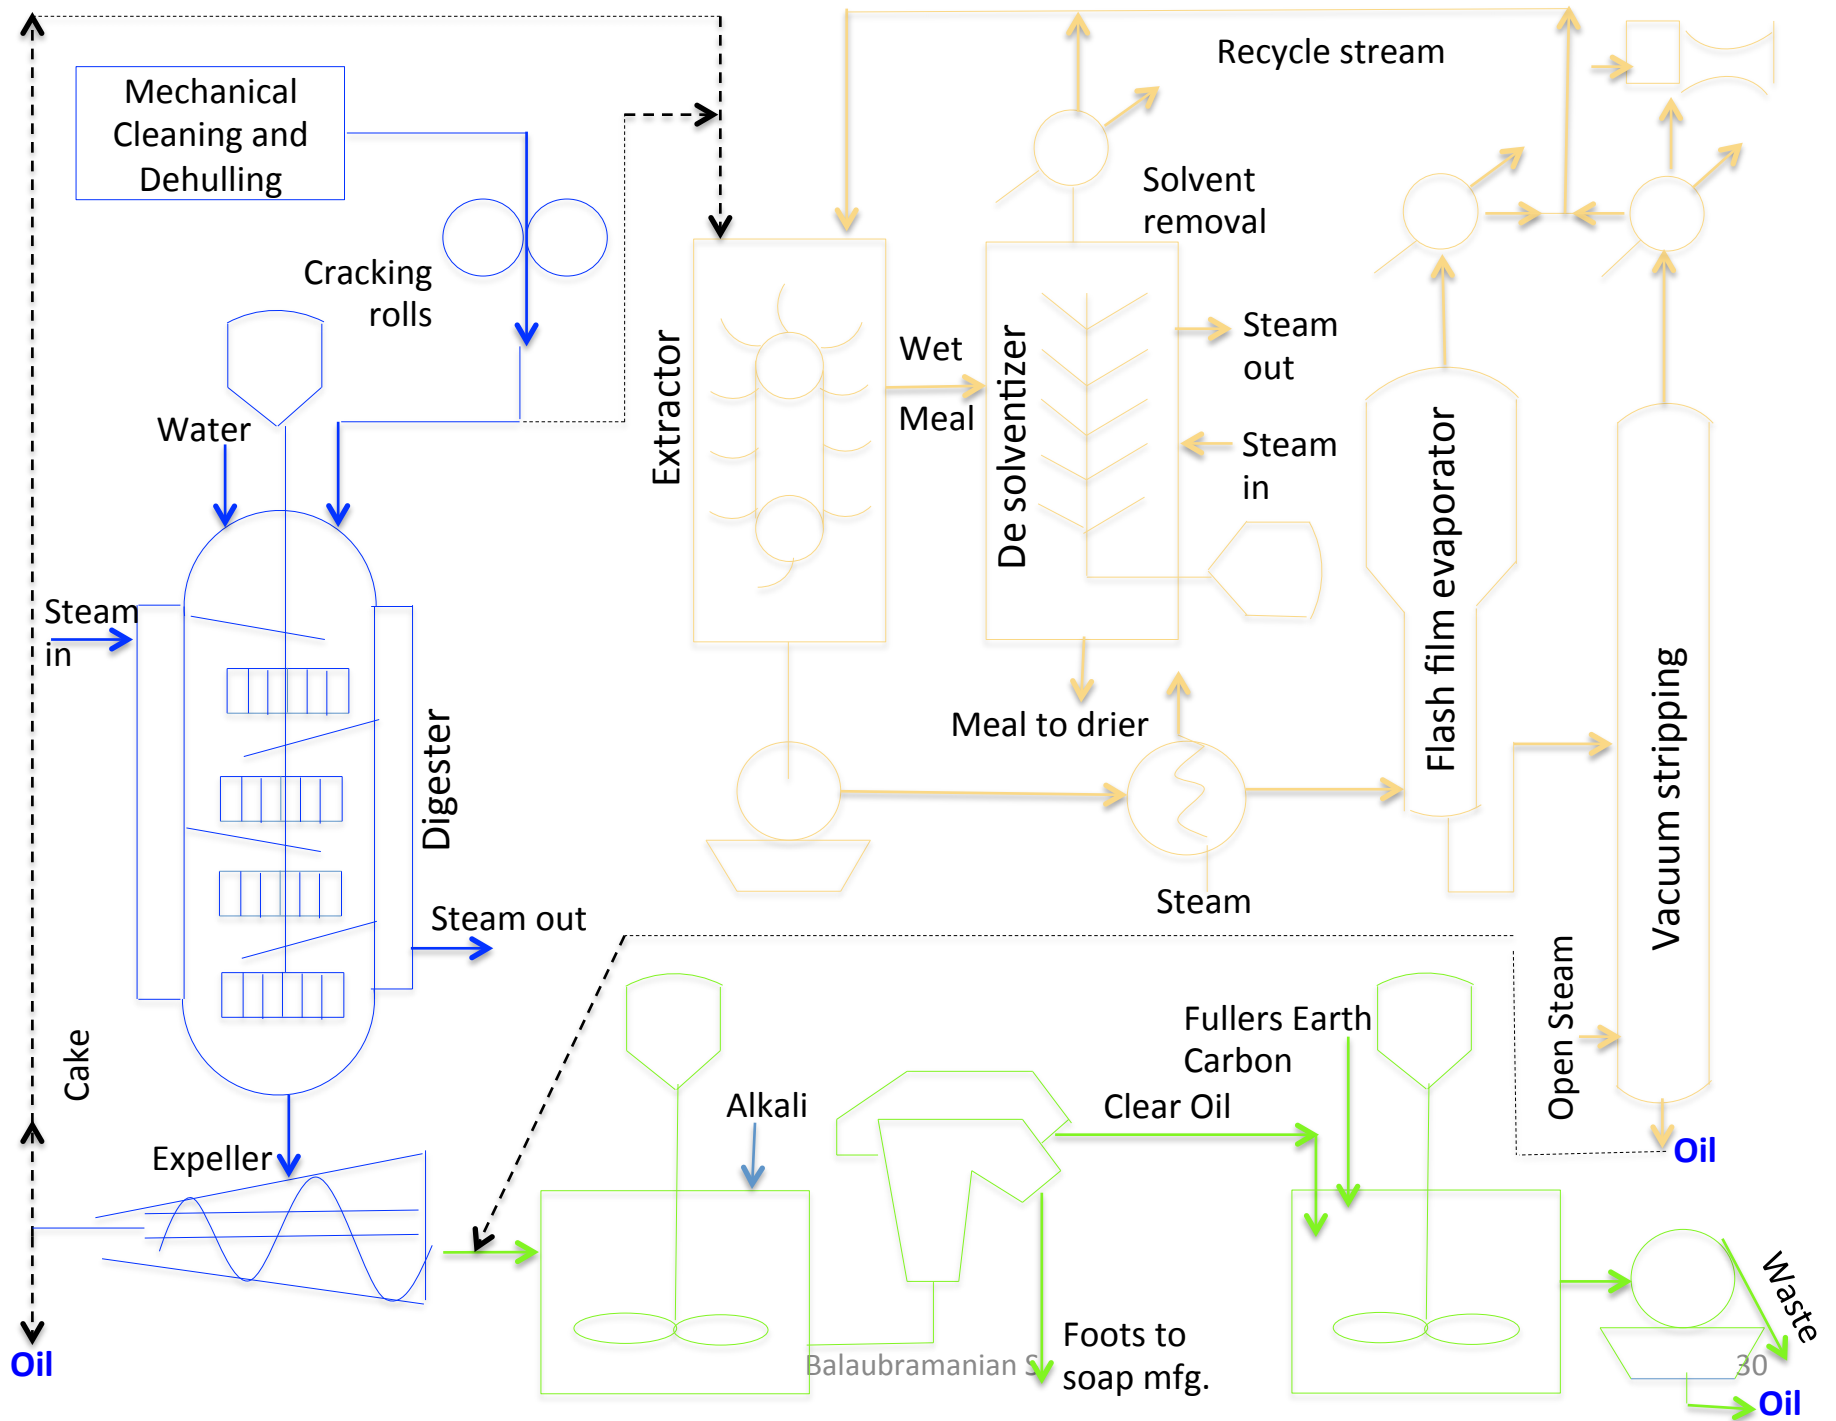 Recycle stream
Mechanical
Cleaning and
Dehulling
Solvent
removal
Cracking
rolls
Steam
out
Wet
Meal
Extractor
De solventizer
Water
Steam
in
Flash film evaporator
Steam
in
Vacuum stripping
Meal to drier
Digester
Steam
Steam out
Open Steam
Cake
Fullers Earth
Carbon
Alkali
Clear Oil
Expeller
Oil
Waste
Foots to
soap mfg.
Oil
Balaubramanian S
30
Oil